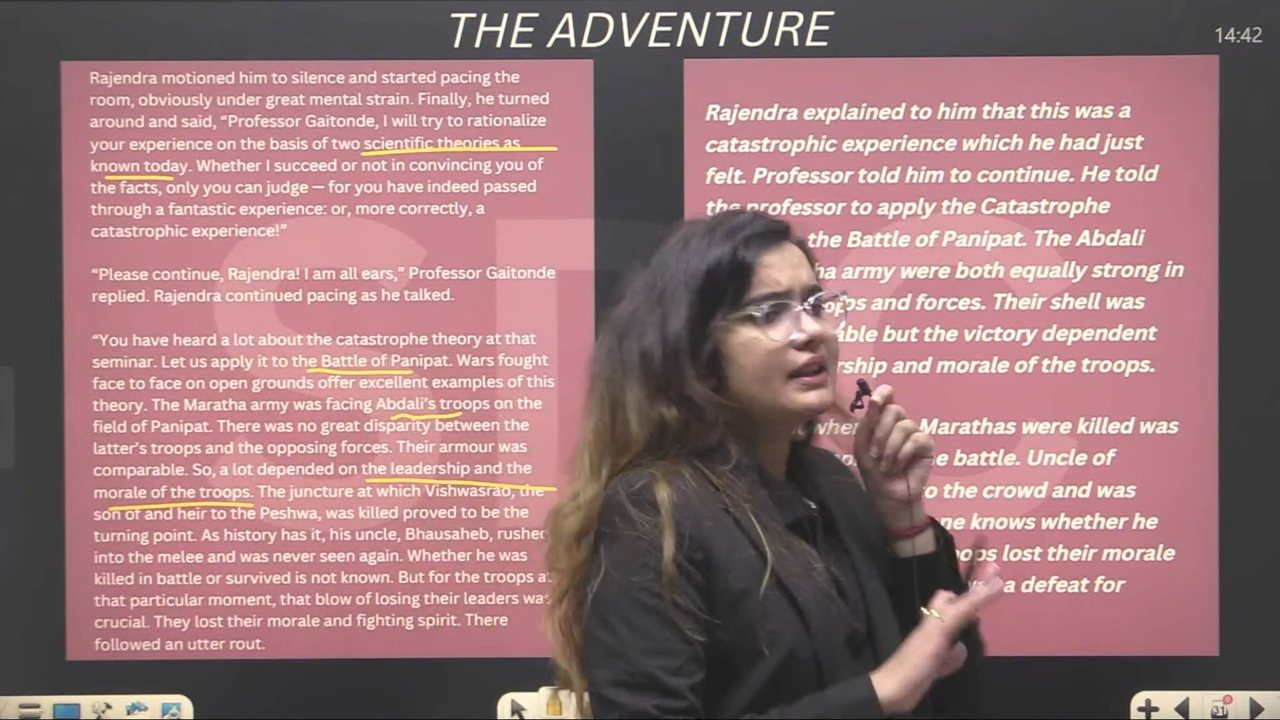 THE ADVENTURE
14:42
Rajendra motioned him to silence and started pacing the
room, obviously under great mental strain. Finally, he turned
around and said, “Professor Gaitonde, I will try to rationalize
your experience on the basis of two scientific theories as
known today. Whether I succeed or not in convincing you of
the facts, only you can judge — for you have indeed passed
through a fantastic experience: or, more correctly, a
catastrophic experience!”
“Please continue, Rajendra! I am all ears,” Professor Gaitonde
replied. Rajendra continued pacing as he talked.
“You have heard a lot about the catastrophe theory at that
seminar. Let us apply it to the Battle of Panipat. Wars fought
face to face on open grounds offer excellent examples of this
theory. The Maratha army was facing Abdali’s troops on the
field of Panipat. There was no great disparity between the
latter’s troops and the opposing forces. Their armour was
comparable. So, a lot depended on the leadership and the
morale of the troops. The juncture at which Vishwasrao, the
son of and heir to the Peshwa, was killed proved to be the
turning point. As history has it, his uncle, Bhausaheb, rushed
into the melee and was never seen again. Whether he was
killed in battle or survived is not known. But for the troops at
that particular moment, that blow of losing their leaders was
crucial. They lost their morale and fighting spirit. There
followed an utter rout.
Rajendra explained to him that this was a
catastrophic experience which he had just
felt. Professor told him to continue. He told
the professor to apply the Catastrophe
the Battle of Panipat. The Abdali
army were both equally strong in
and forces. Their shell was
but the victory dependent
and morale of the troops.
Marathas were killed was
battle. Uncle of
to the crowd and was
knows whether he
lost their morale
a defeat for
31